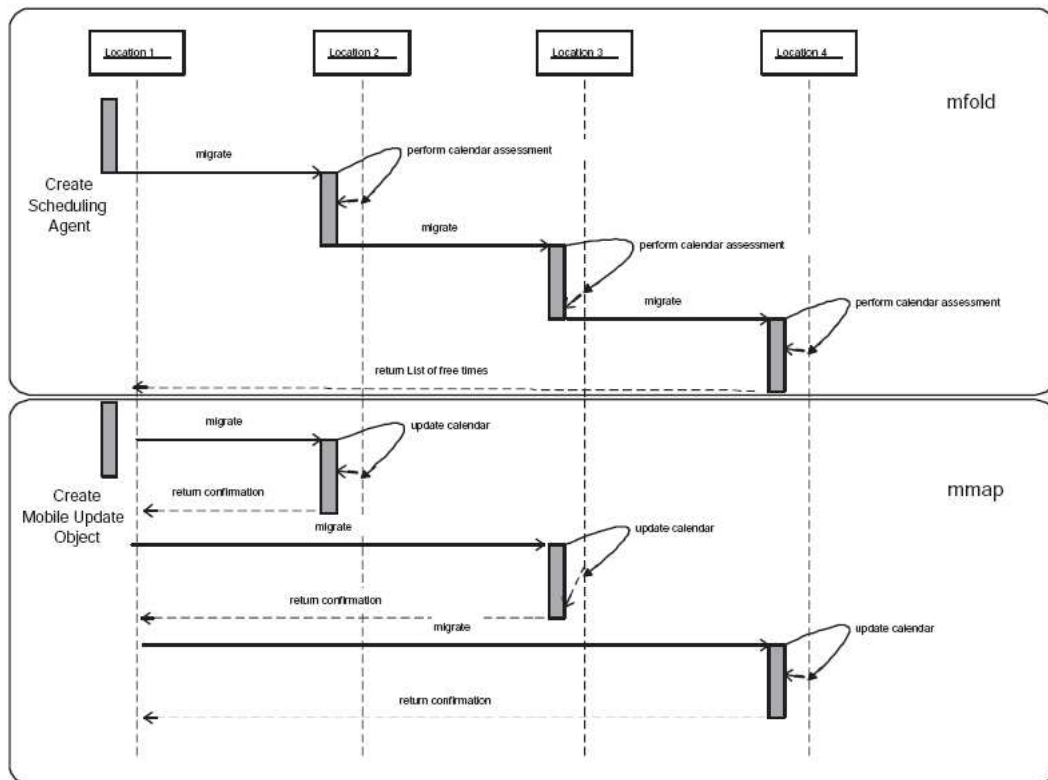 Location 1
Location 2
Location 3
Location 4
mfold
migrate
perform calendar assessment
Create
Scheduling
Agent
migrate
perform calendar assessment
migrate
perform calendar assessment
return List of free times
migrate
update calendar
return confirmation
mmap
Create
Mobile Update
Object
migrate
update calendar
return confirmation
migrate
update calendar
return confirmation